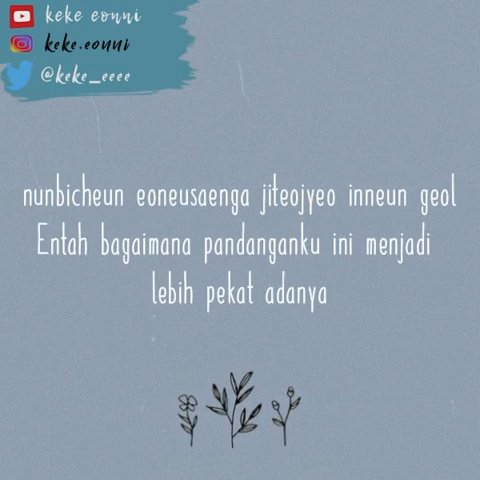 keke eonni
keke.eonni
@keke_eeee
nunbicheun eoneusaenga jiteojyeo inneun geol
Entah bagaimana pandanganku ini menjadi
lebih pekat adanya